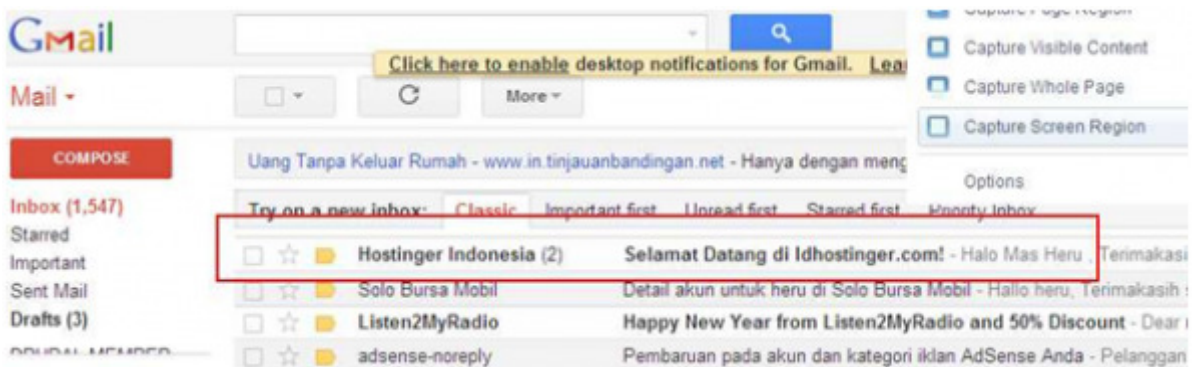 Gmail
Capture Page Region
Capture Visible Content
Click here to enable desktop notifications for Gmail. Lea
Capture Whole Page
Mail
More
Capture Screen Region
COMPOSE
Uang Tanpa Keluar Rumah - www.in.tinjauanbandingan.net - Hanya dengan meng
Options
Inbox (1,547)
Try on a new inbox: Classic Important first Unread first Starred first Priority Inbox
Starred
Hostinger Indonesia (2) Selamat Datang di Idhostinger.com! - Halo Mas Heru , Terimakasi
Important
Sent Mail
Solo Bursa Mobil Detail akun untuk heru di Solo Bursa Mobil - Hallo heru, Terimakasih
Drafts (3)
Listen2MyRadio Happy New Year from Listen2MyRadio and 50% Discount - Dear
DRUPAL MEMBER
adsense-noreply Pembaruan pada akun dan kategori iklan AdSense Anda - Pelanggan